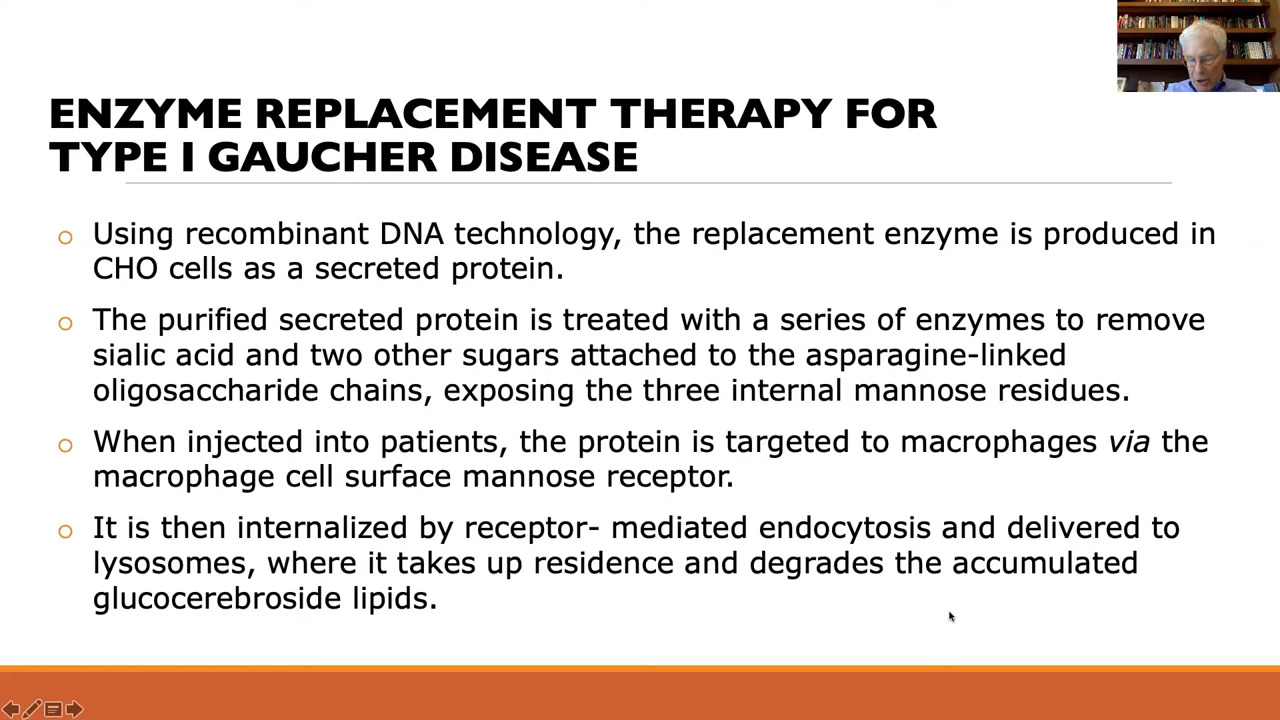 ENZYME REPLACEMENT THERAPY FOR
TYPE I GAUCHER DISEASE
Using recombinant DNA technology, the replacement enzyme is produced in
CHO cells as a secreted protein.
The purified secreted protein is treated with a series of enzymes to remove
sialic acid and two other sugars attached to the asparagine-linked
oligosaccharide chains, exposing the three internal mannose residues.
When injected into patients, the protein is targeted to macrophages via the
macrophage cell surface mannose receptor.
It is then internalized by receptor- mediated endocytosis and delivered to
lysosomes, where it takes up residence and degrades the accumulated
glucocerebroside lipids.